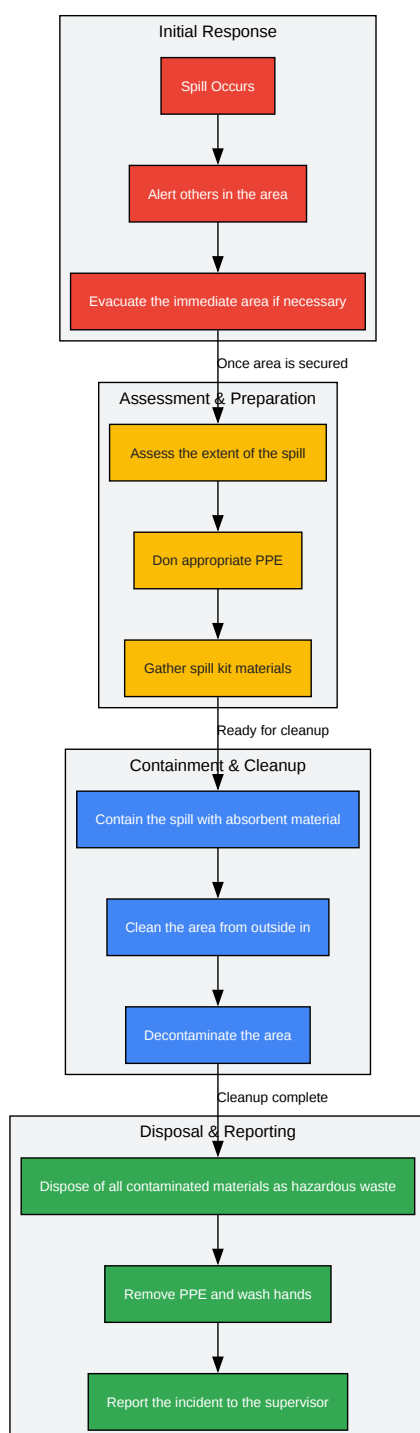 Initial Response
Spill Occurs
Alert others in the area
Evacuate the immediate area if necessary
Once area is secured
Assessment & Preparation
Assess the extent of the spill
Don appropriate PPE
Gather spill kit materials
Ready for cleanup
Containment & Cleanup
Contain the spill with absorbent material
Clean the area from outside in
Decontaminate the area
Cleanup complete
Disposal & Reporting
Dispose of all contaminated materials as hazardous waste
Remove PPE and wash hands
Report the incident to the supervisor